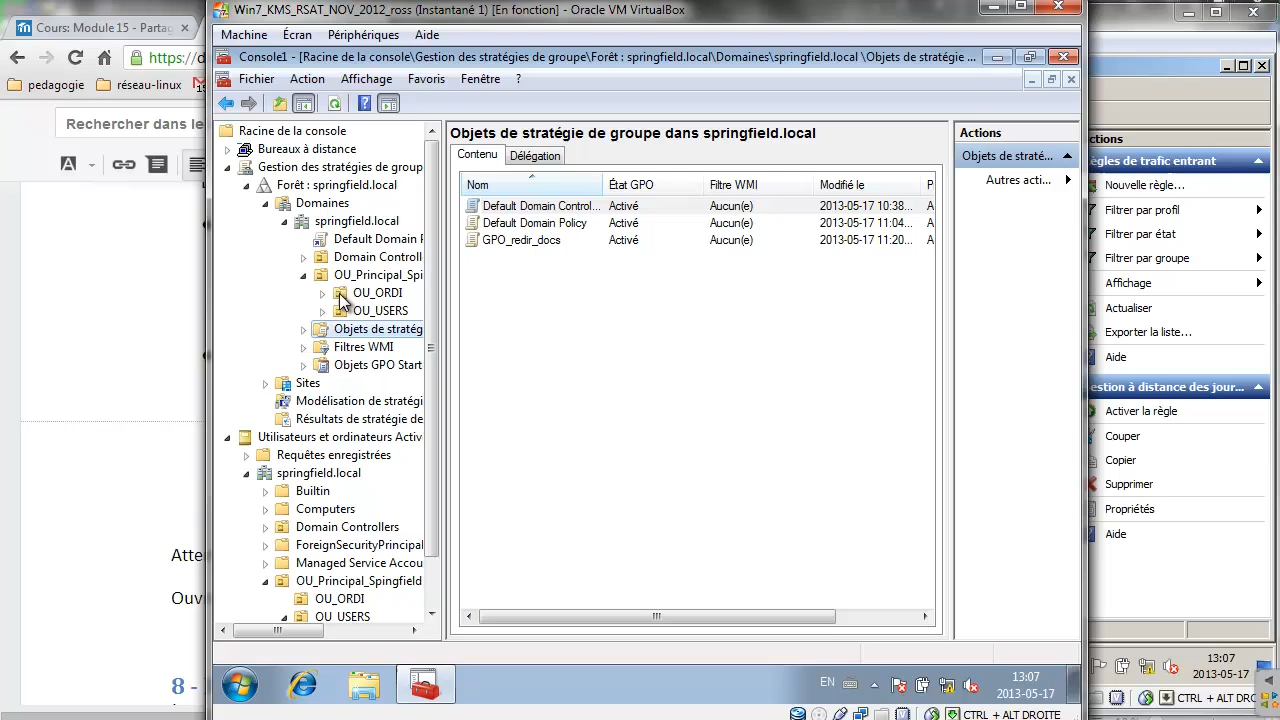 Cours: Module 15 - Partag
https://d
pedagogie
réseau-linux
Rechercher dans le
Atte
Ouv
8 -
Win7_KMS_RSAT_NOV_2012_ross (Instantané 1) [En fonction] - Oracle VM VirtualBox
Machine Écran Périphériques Aide
Console1 - [Racine de la console\Gestion des stratégies de groupe\Forêt : springfield.local\Domaines\springfield.local \Objets de stratégie ...
Fichier Action Affichage Favoris Fenêtre ?
Racine de la console
Bureaux à distance
Gestion des stratégies de group
Forêt : springfield.local
Domaines
springfield.local
Default Domain P
Domain Controll
OU_Principal_Spi
OU_ORDI
OU_USERS
Objets de stratég
Filtres WMI
Objets GPO Start
Sites
Modélisation de stratégi
Résultats de stratégie de
Utilisateurs et ordinateurs Activ
Requêtes enregistrées
springfield.local
Builtin
Computers
Domain Controllers
ForeignSecurityPrincipal
Managed Service Accou
OU_Principal_Spingfield
OU_ORDI
OU_USERS
Objets de stratégie de groupe dans springfield.local
Contenu Délégation
Nom État GPO Filtre WMI Modifié le P
Default Domain Control... Activé Aucun(e) 2013-05-17 10:38... A
Default Domain Policy Activé Aucun(e) 2013-05-17 11:04... A
GPO_redir_docs Activé Aucun(e) 2013-05-17 11:20... A
Actions
Objets de straté...
Autres acti...
EN
13:07
2013-05-17
CTRL + ALT DROITE
ctions
ègles de trafic entrant
Nouvelle règle...
Filtrer par profil
Filtrer par état
Filtrer par groupe
Affichage
Actualiser
Exporter la liste...
Aide
estion à distance des jour...
Activer la règle
Couper
Copier
Supprimer
Propriétés
Aide
13:07
2013-05-17
CTRL + ALT D